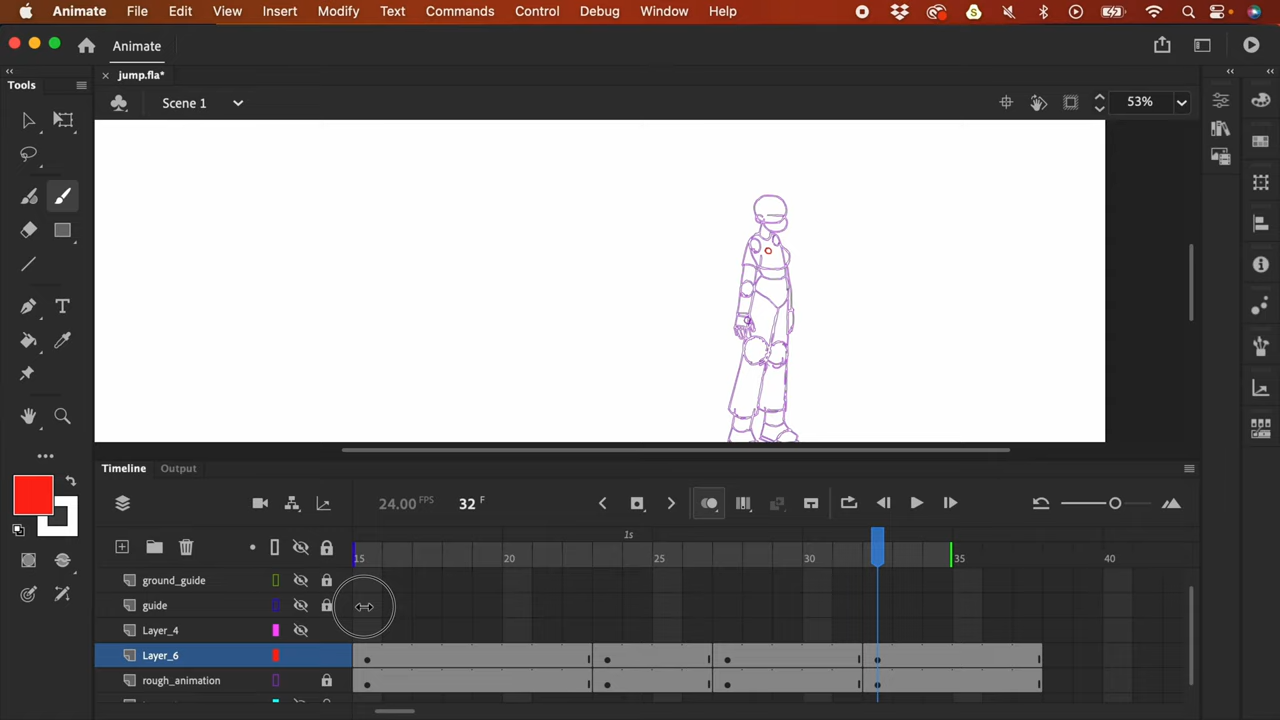 Animate File Edit View Insert Modify Text Commands Control Debug Window Help
Animate
jump.fla*
Tools
Scene 1
53%
Timeline Output
24.00 FPS 32 F
1s
15 20 25 30 35 40
ground_guide
guide
Layer_4
Layer_6
rough_animation